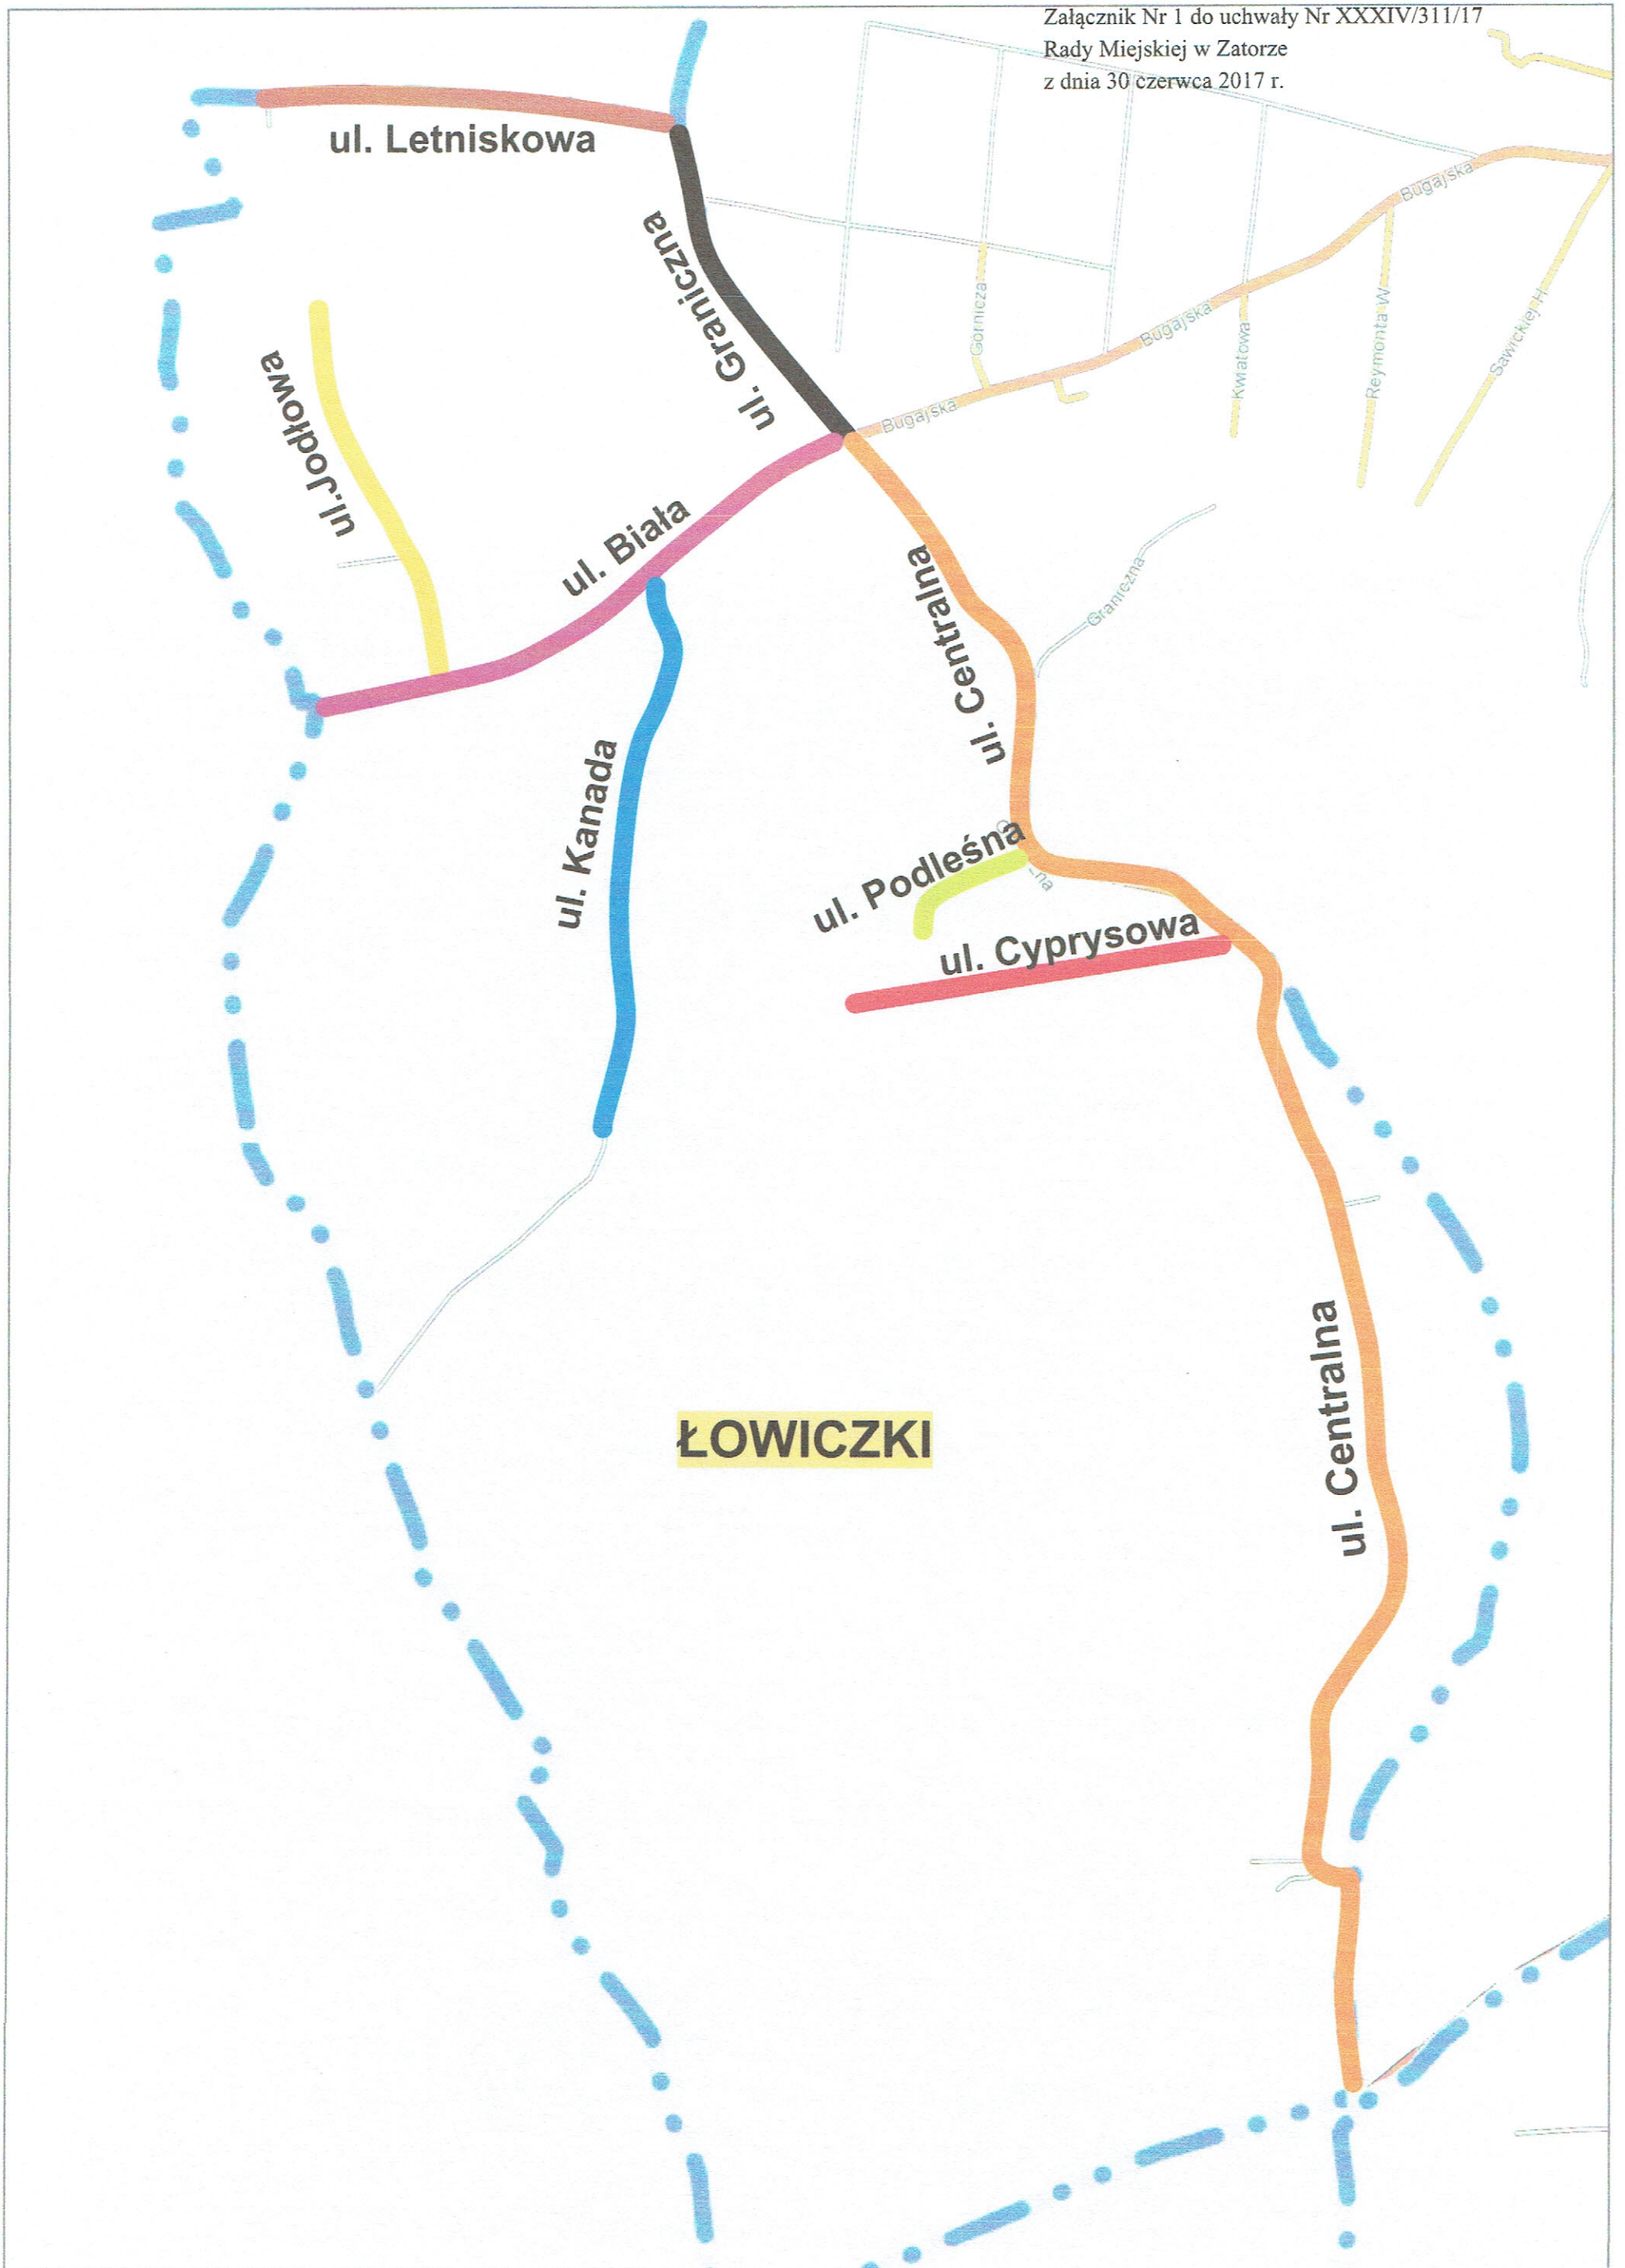 Załącznik Nr 1 do uchwały Nr XXXIV/311/17
Rady Miejskiej w Zatorze
z dnia 30 czerwca 2017 r.
ul. Letniskowa
Bugajska
ul. Graniczna
Gorinicza
Bugajska
Kwiatowa
Reymonta W
Sawickiej H
ul.Jodłowa
Bugajska
ul. Biała
ul. Centralna
Graniczna
ul. Kanada
ul. Podleśna
ul. Cyprysowa
ŁOWICZKI
ul. Centralna